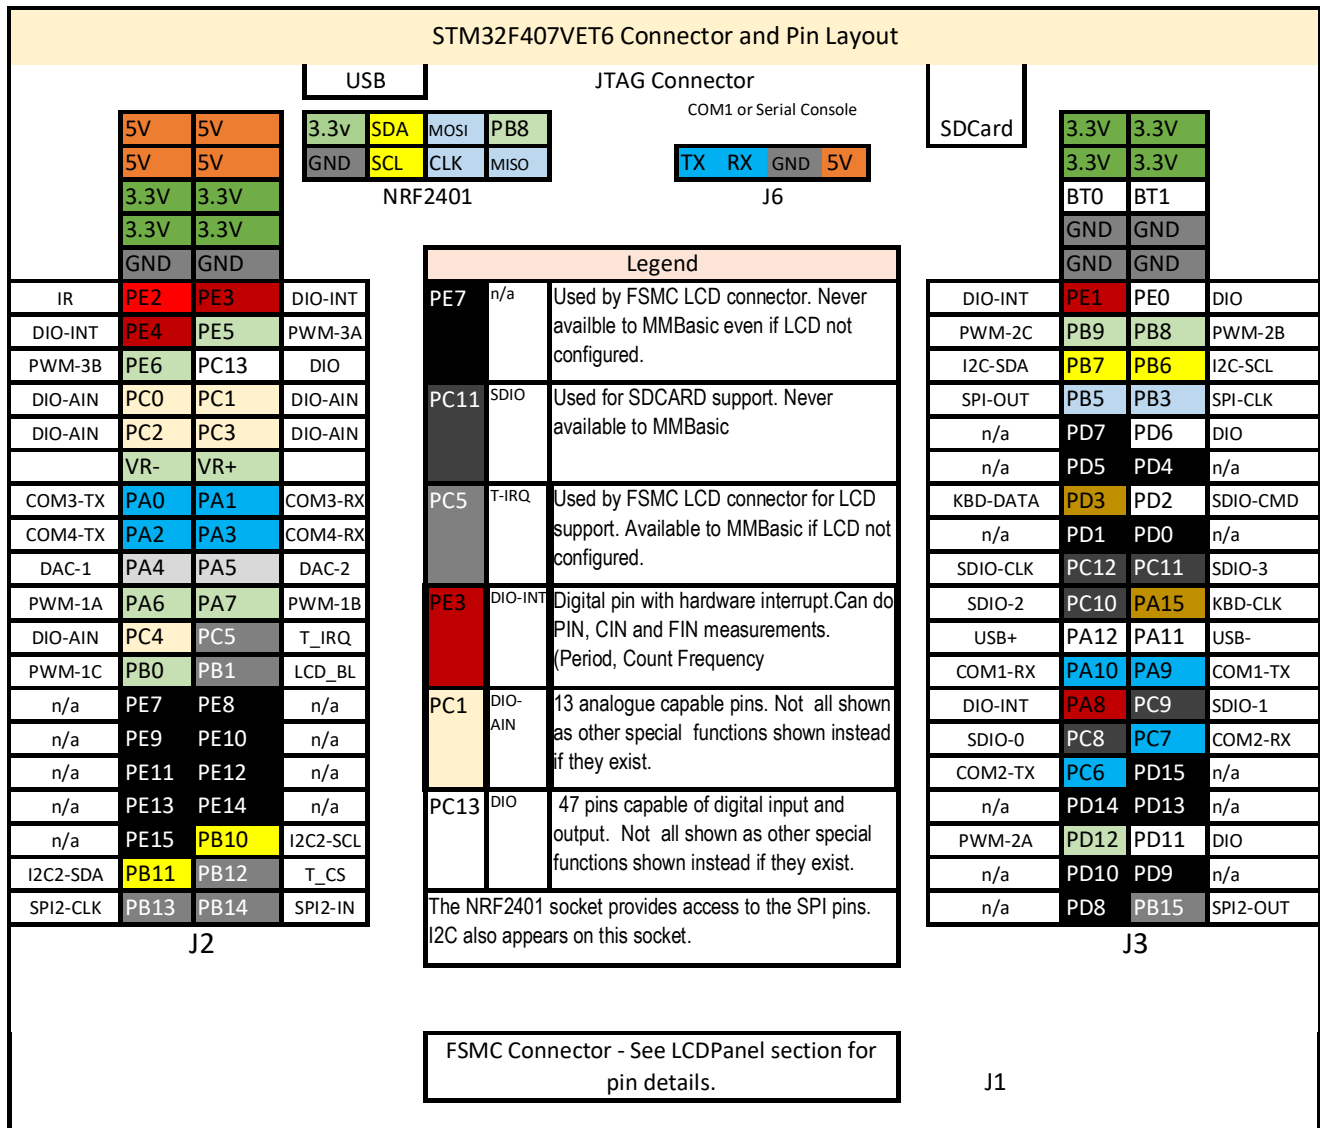 STM32F407VET6 Connector and Pin Layout
USB
JTAG Connector
COM1 or Serial Console
SDCard
5V 5V
5V 5V
3.3V 3.3V
3.3V 3.3V
GND GND
IR PE2 PE3 DIO-INT
DIO-INT PE4 PE5 PWM-3A
PWM-3B PE6 PC13 DIO
DIO-AIN PC0 PC1 DIO-AIN
DIO-AIN PC2 PC3 DIO-AIN
VR- VR+
COM3-TX PA0 PA1 COM3-RX
COM4-TX PA2 PA3 COM4-RX
DAC-1 PA4 PA5 DAC-2
PWM-1A PA6 PA7 PWM-1B
DIO-AIN PC4 PC5 T_IRQ
PWM-1C PB0 PB1 LCD_BL
n/a PE7 PE8 n/a
n/a PE9 PE10 n/a
n/a PE11 PE12 n/a
n/a PE13 PE14 n/a
n/a PE15 PB10 I2C2-SCL
I2C2-SDA PB11 PB12 T_CS
SPI2-CLK PB13 PB14 SPI2-IN
J2
3.3v SDA MOSI PB8
GND SCL CLK MISO
NRF2401
TX RX GND 5V
J6
Legend
PE7 n/a Used by FSMC LCD connector. Never
availble to MMBasic even if LCD not
configured.
PC11 SDIO Used for SDCARD support. Never
available to MMBasic
PC5 T-IRQ Used by FSMC LCD connector for LCD
support. Available to MMBasic if LCD not
configured.
PE3 DIO-INT Digital pin with hardware interrupt.Can do
PIN, CIN and FIN measurements.
(Period, Count Frequency
PC1 DIO-AIN 13 analogue capable pins. Not all shown
as other special functions shown instead
if they exist.
PC13 DIO 47 pins capable of digital input and
output. Not all shown as other special
functions shown instead if they exist.
The NRF2401 socket provides access to the SPI pins.
I2C also appears on this socket.
3.3V 3.3V
3.3V 3.3V
BT0 BT1
GND GND
GND GND
DIO-INT PE1 PE0 DIO
PWM-2C PB9 PB8 PWM-2B
I2C-SDA PB7 PB6 I2C-SCL
SPI-OUT PB5 PB3 SPI-CLK
n/a PD7 PD6 DIO
n/a PD5 PD4 n/a
KBD-DATA PD3 PD2 SDIO-CMD
n/a PD1 PD0 n/a
SDIO-CLK PC12 PC11 SDIO-3
SDIO-2 PC10 PA15 KBD-CLK
USB+ PA12 PA11 USB-
COM1-RX PA10 PA9 COM1-TX
DIO-INT PA8 PC9 SDIO-1
SDIO-0 PC8 PC7 COM2-RX
COM2-TX PC6 PD15 n/a
n/a PD14 PD13 n/a
PWM-2A PD12 PD11 DIO
n/a PD10 PD9 n/a
n/a PD8 PB15 SPI2-OUT
J3
FSMC Connector - See LCDPanel section for
pin details.
J1